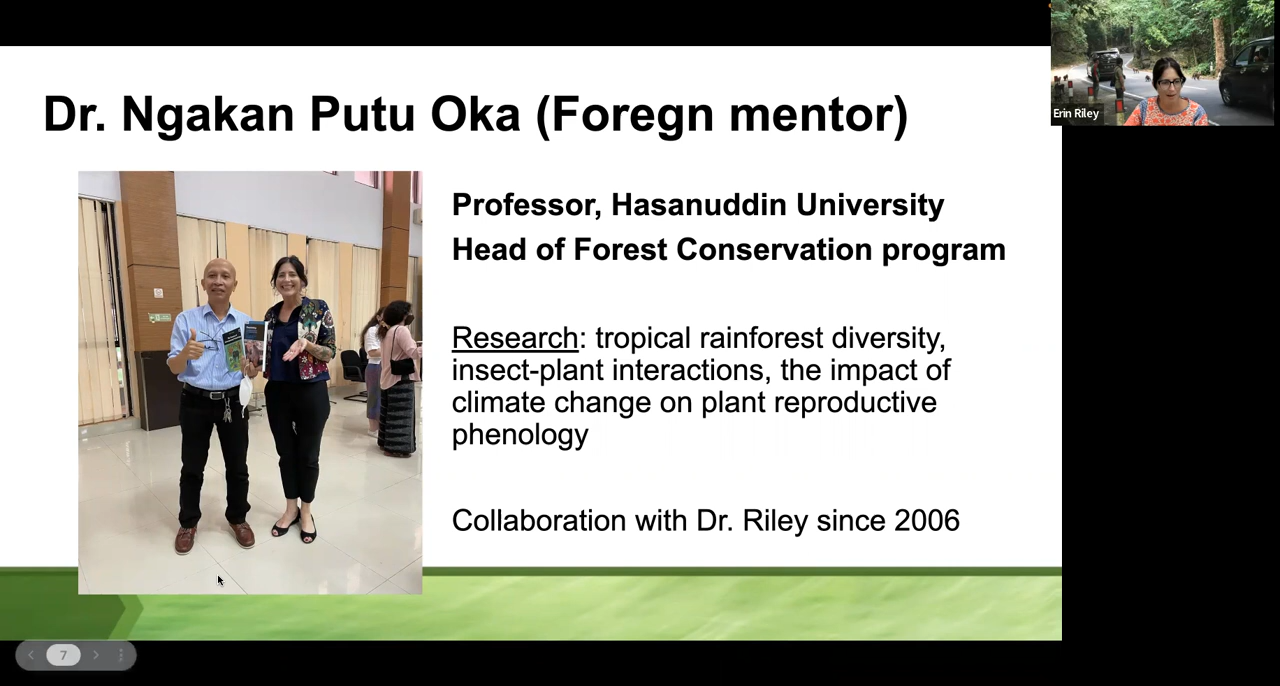 Dr. Ngakan Putu Oka (Foregn mentor)
Erin Riley
Professor, Hasanuddin University
Head of Forest Conservation program
Research: tropical rainforest diversity,
insect-plant interactions, the impact of
climate change on plant reproductive
phenology
Collaboration with Dr. Riley since 2006
7